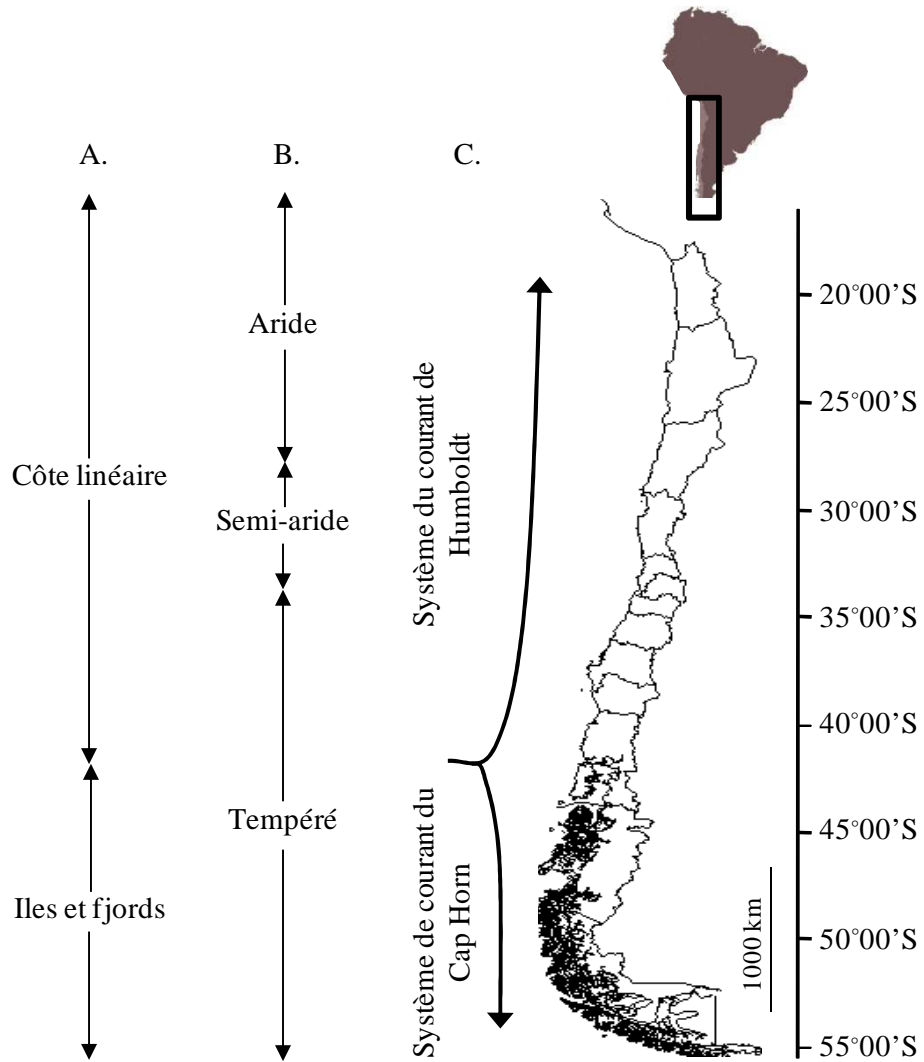 A.
B.
C.
Côte linéaire
Iles et fjords
Aride
Semi-aride
Tempéré
Système du courant de
Humboldt
Système de courant du
Cap Horn
1000 km
20°00’S
25°00’S
30°00’S
35°00’S
40°00’S
45°00’S
50°00’S
55°00’S